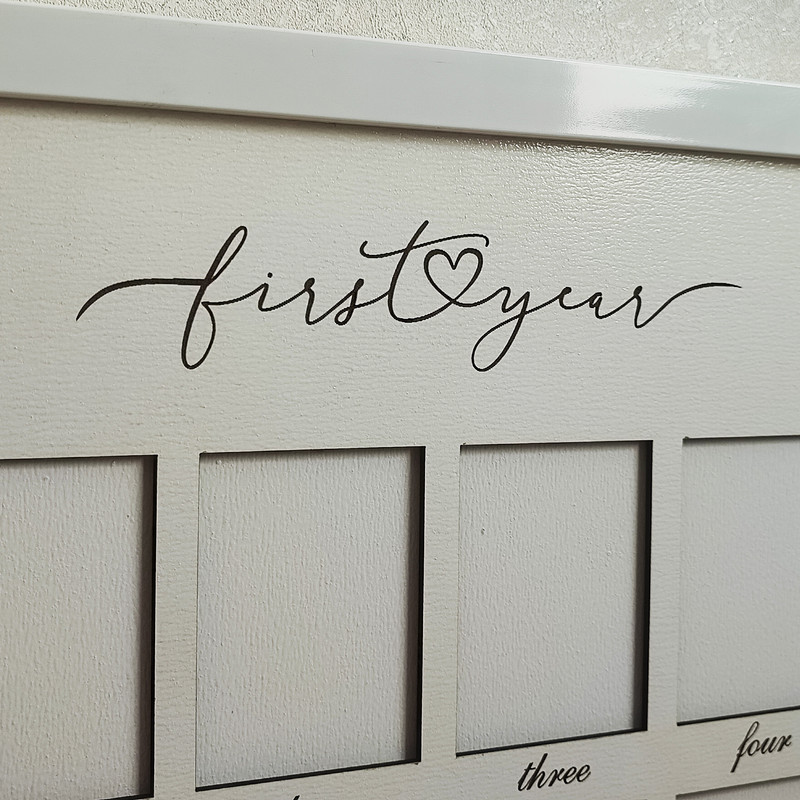 first year
three
four